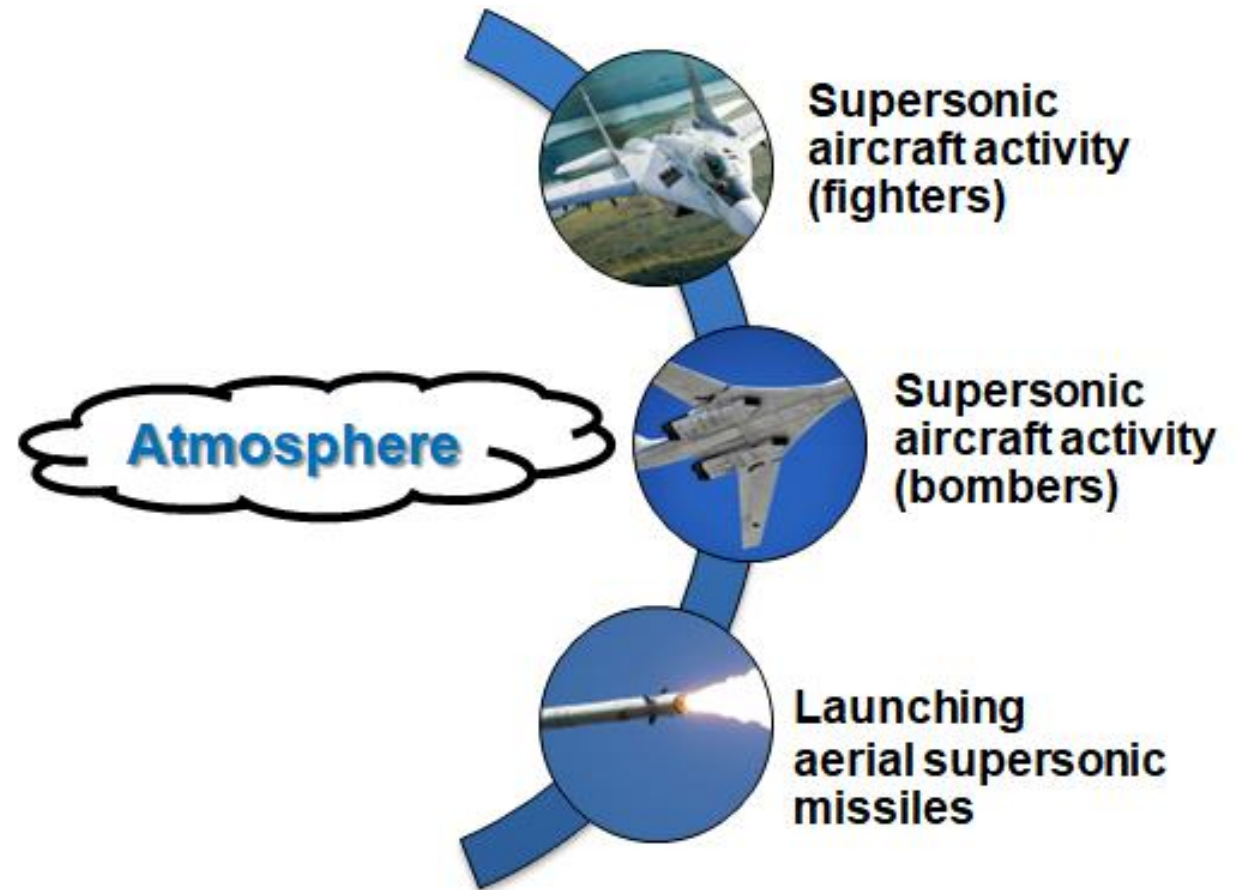 Supersonic
aircraft activity
(fighters)
Atmosphere
Supersonic
aircraft activity
(bombers)
Launching
aerial supersonic
missiles